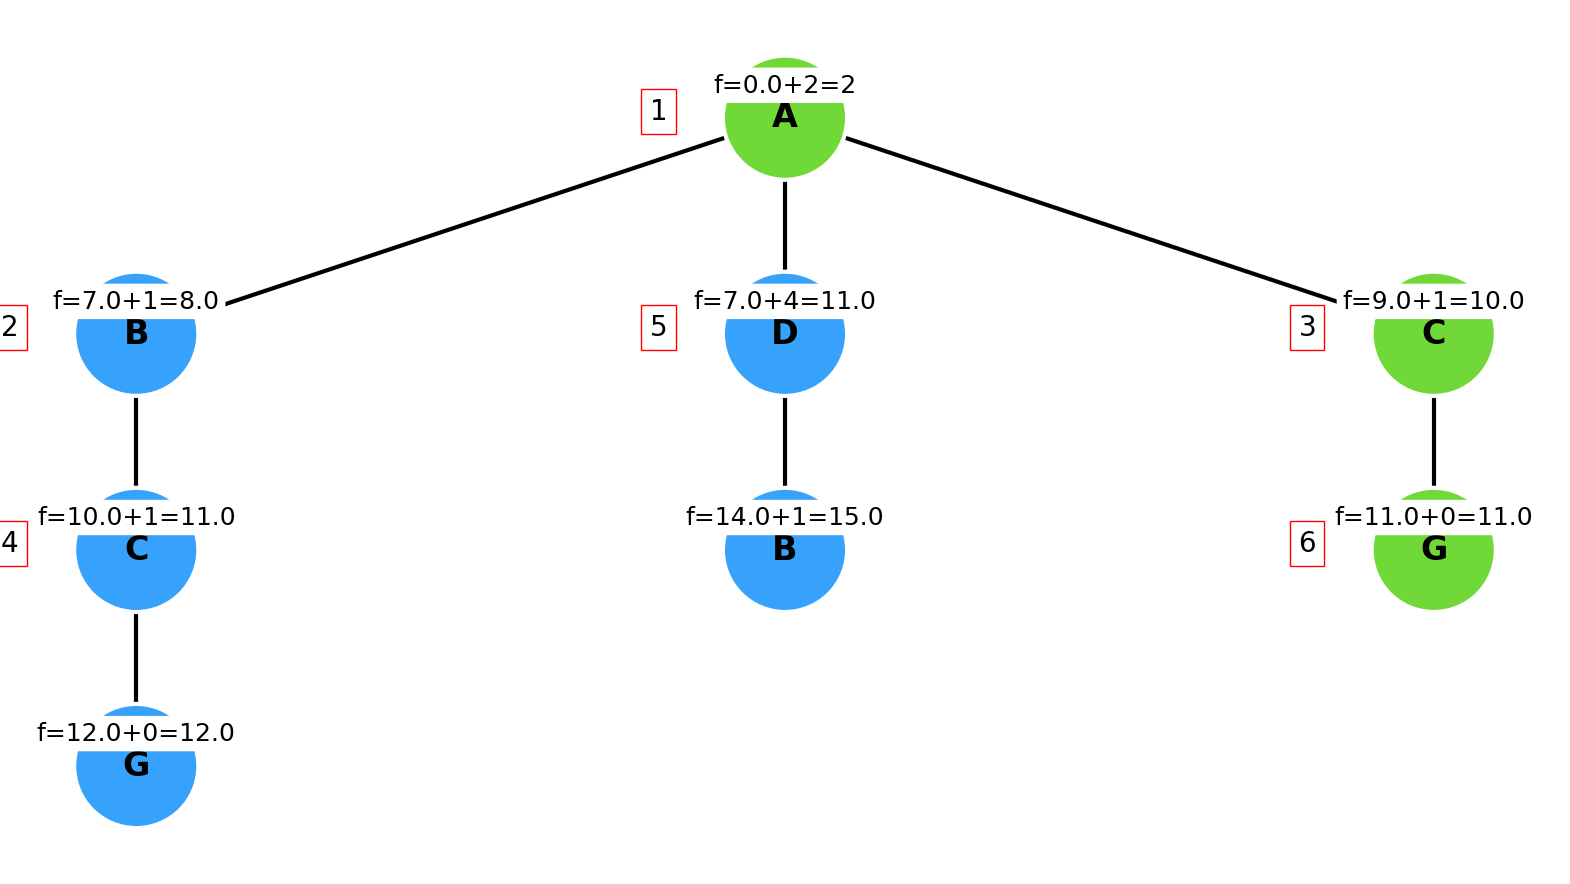 f=0.0+2=2
1
A
f=7.0+1=8.0
2
B
f=7.0+4=11.0
5
D
f=9.0+1=10.0
3
C
f=10.0+1=11.0
4
C
f=14.0+1=15.0
B
f=11.0+0=11.0
6
G
f=12.0+0=12.0
G